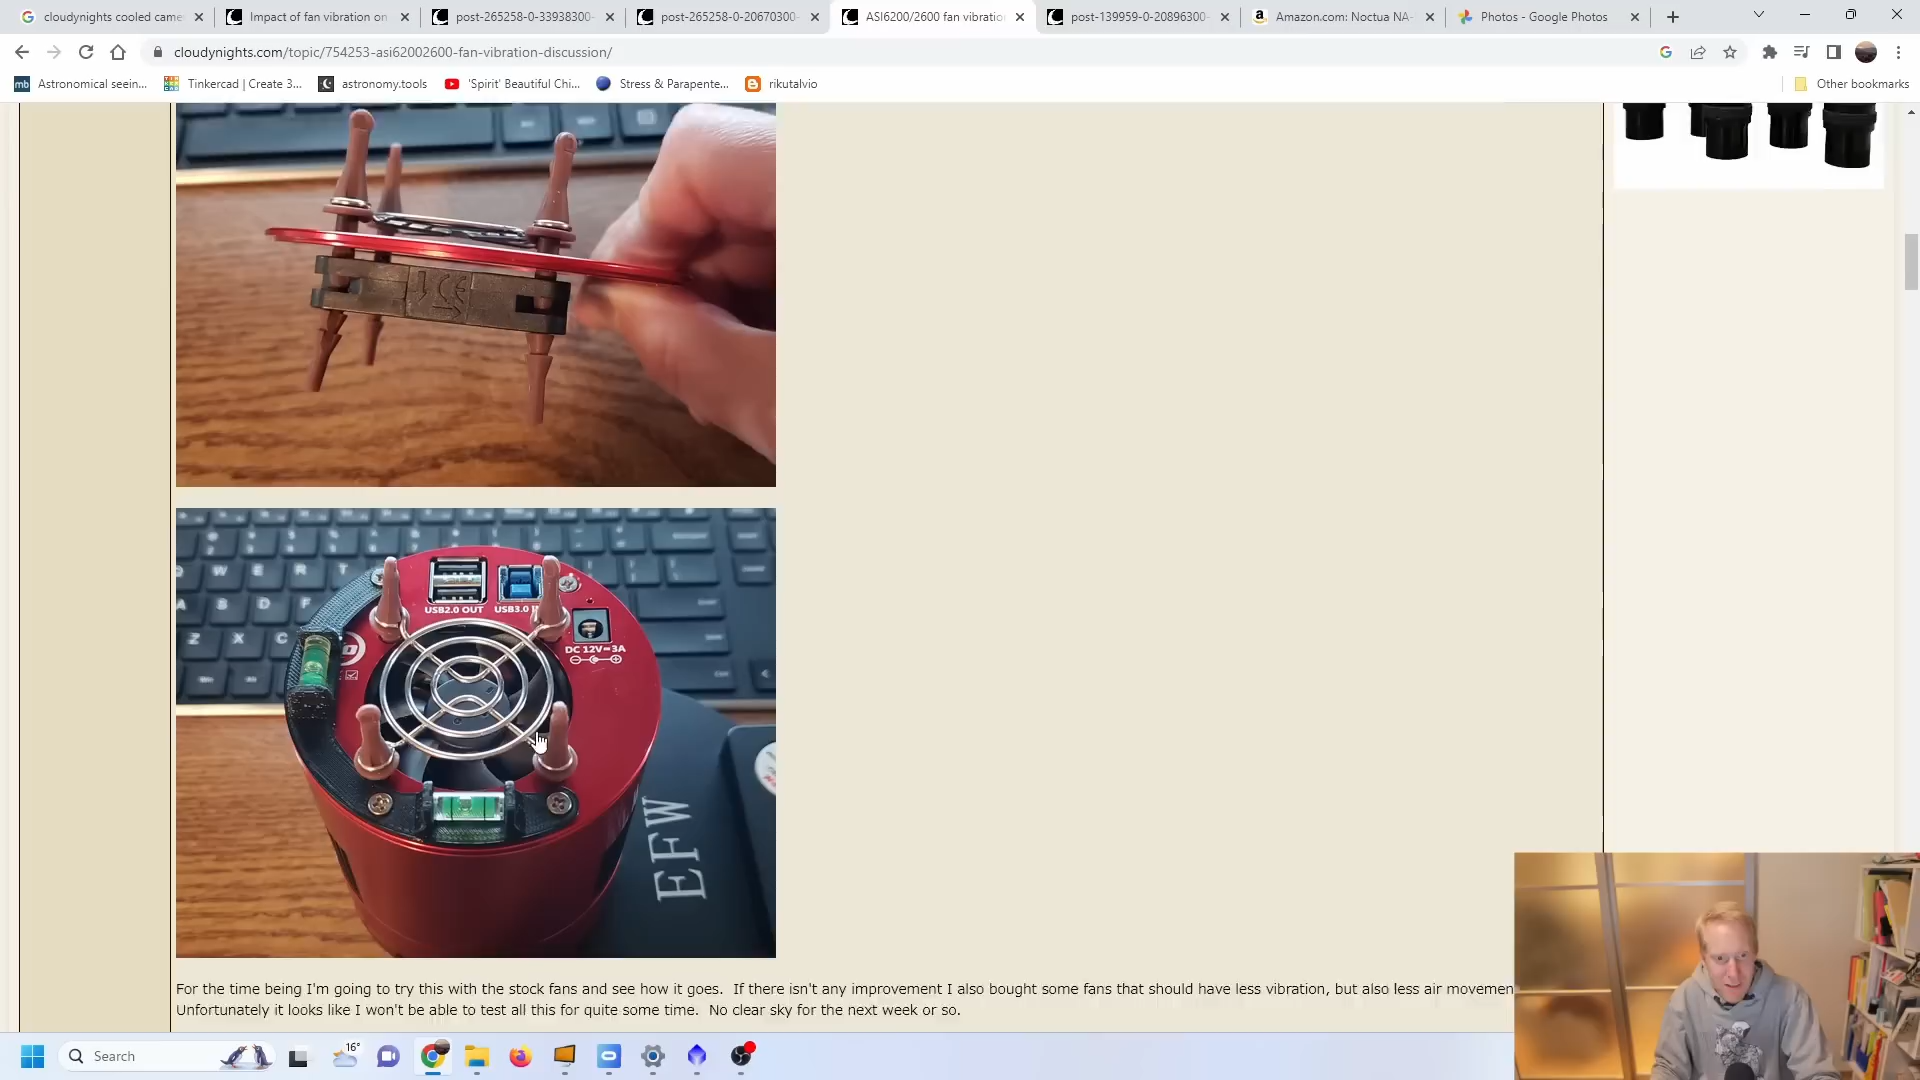 cloudynights cooled came
Impact of fan vibration on
post-265258-0-33938300-
post-265258-0-20670300-
ASI6200/2600 fan vibratio
post-139959-0-20896300-
Amazon.com: Noctua NA-
Photos - Google Photos
cloudynights.com/topic/754253-asi62002600-fan-vibration-discussion/
mb
Astronomical seein...
Tinkercad | Create 3...
astronomy.tools
'Spirit' Beautiful Chi...
Stress & Parapente...
rikutalvio
Other bookmarks
CE
USB2.0 OUT
USB3.0 I
DC 12V⎓3A
EFW
For the time being I'm going to try this with the stock fans and see how it goes.  If there isn't any improvement I also bought some fans that should have less vibration, but also less air movemen
Unfortunately it looks like I won't be able to test all this for quite some time.  No clear sky for the next week or so.
Search
16°